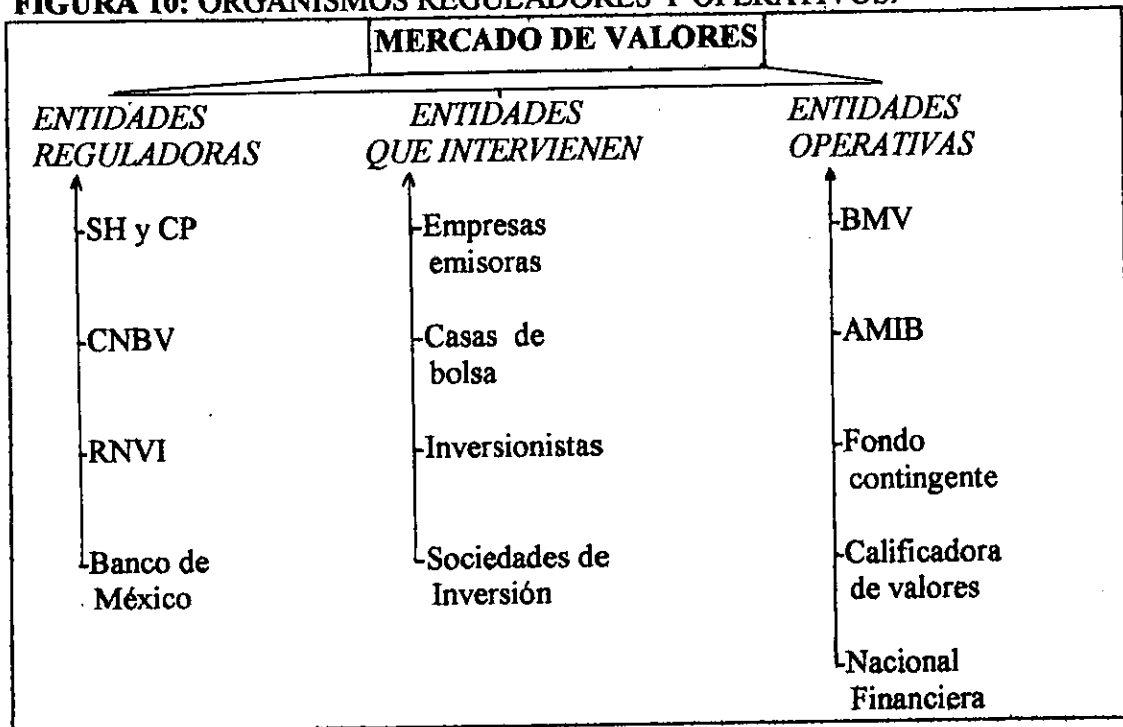 FIGURA 10: ORGANISMOS REGULADORES Y OPERATIVOS.
MERCADO DE VALORES
ENTIDADES
REGULADORAS
-SH y CP
-CNBV
-RNVI
-Banco de
México
ENTIDADES
QUE INTERVIENEN
-Empresas
emisoras
-Casas de
bolsa
-Inversionistas
-Sociedades de
Inversión
ENTIDADES
OPERATIVAS
-BMV
-AMIB
-Fondo
contingente
-Calificadora
de valores
-Nacional
Financiera